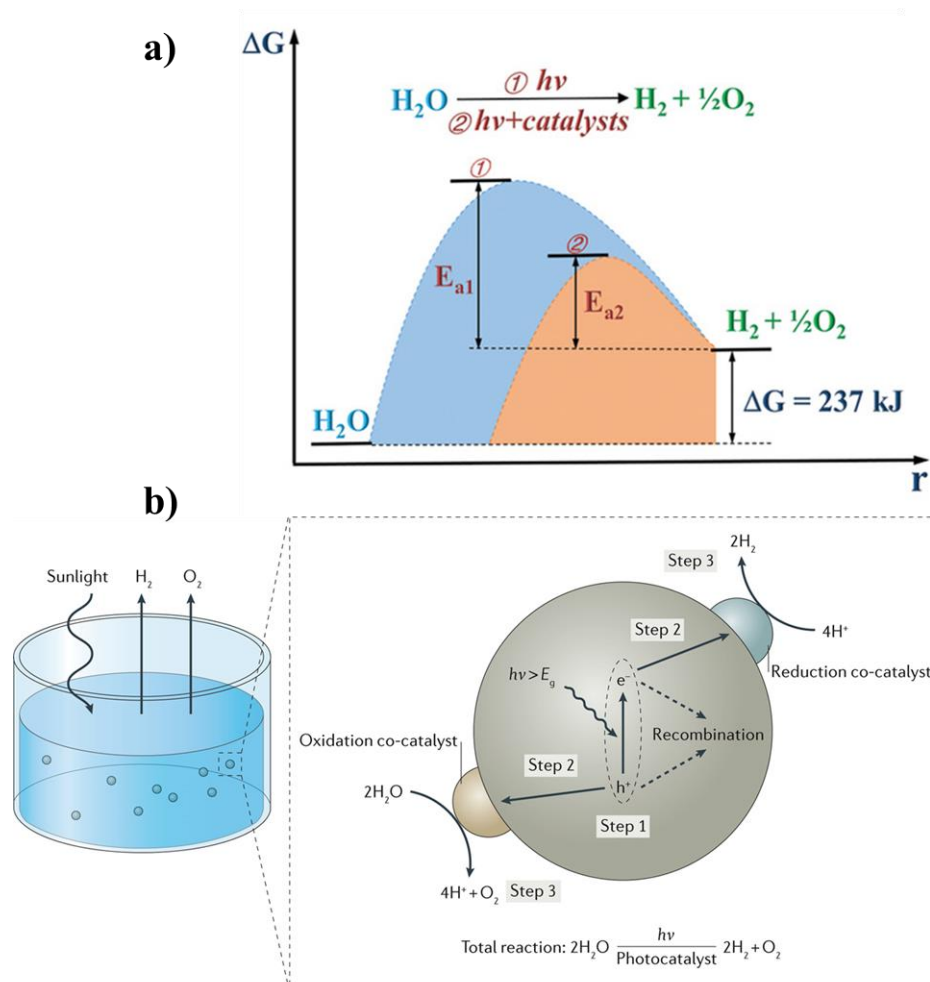 a)
ΔG
① hν
H₂O → H₂ + ½O₂
② hν+catalysts
①
②
Eₐ₁
Eₐ₂
H₂ + ½O₂
H₂O
ΔG = 237 kJ
r
b)
Sunlight H₂ O₂
2H₂
Step 3
Step 2
4H⁺
Reduction co-catalyst
hν > E_g
e⁻
Recombination
Oxidation co-catalyst
Step 2
h⁺
2H₂O
Step 1
4H⁺ + O₂ Step 3
Total reaction: 2H₂O hν 2H₂ + O₂
Photocatalyst